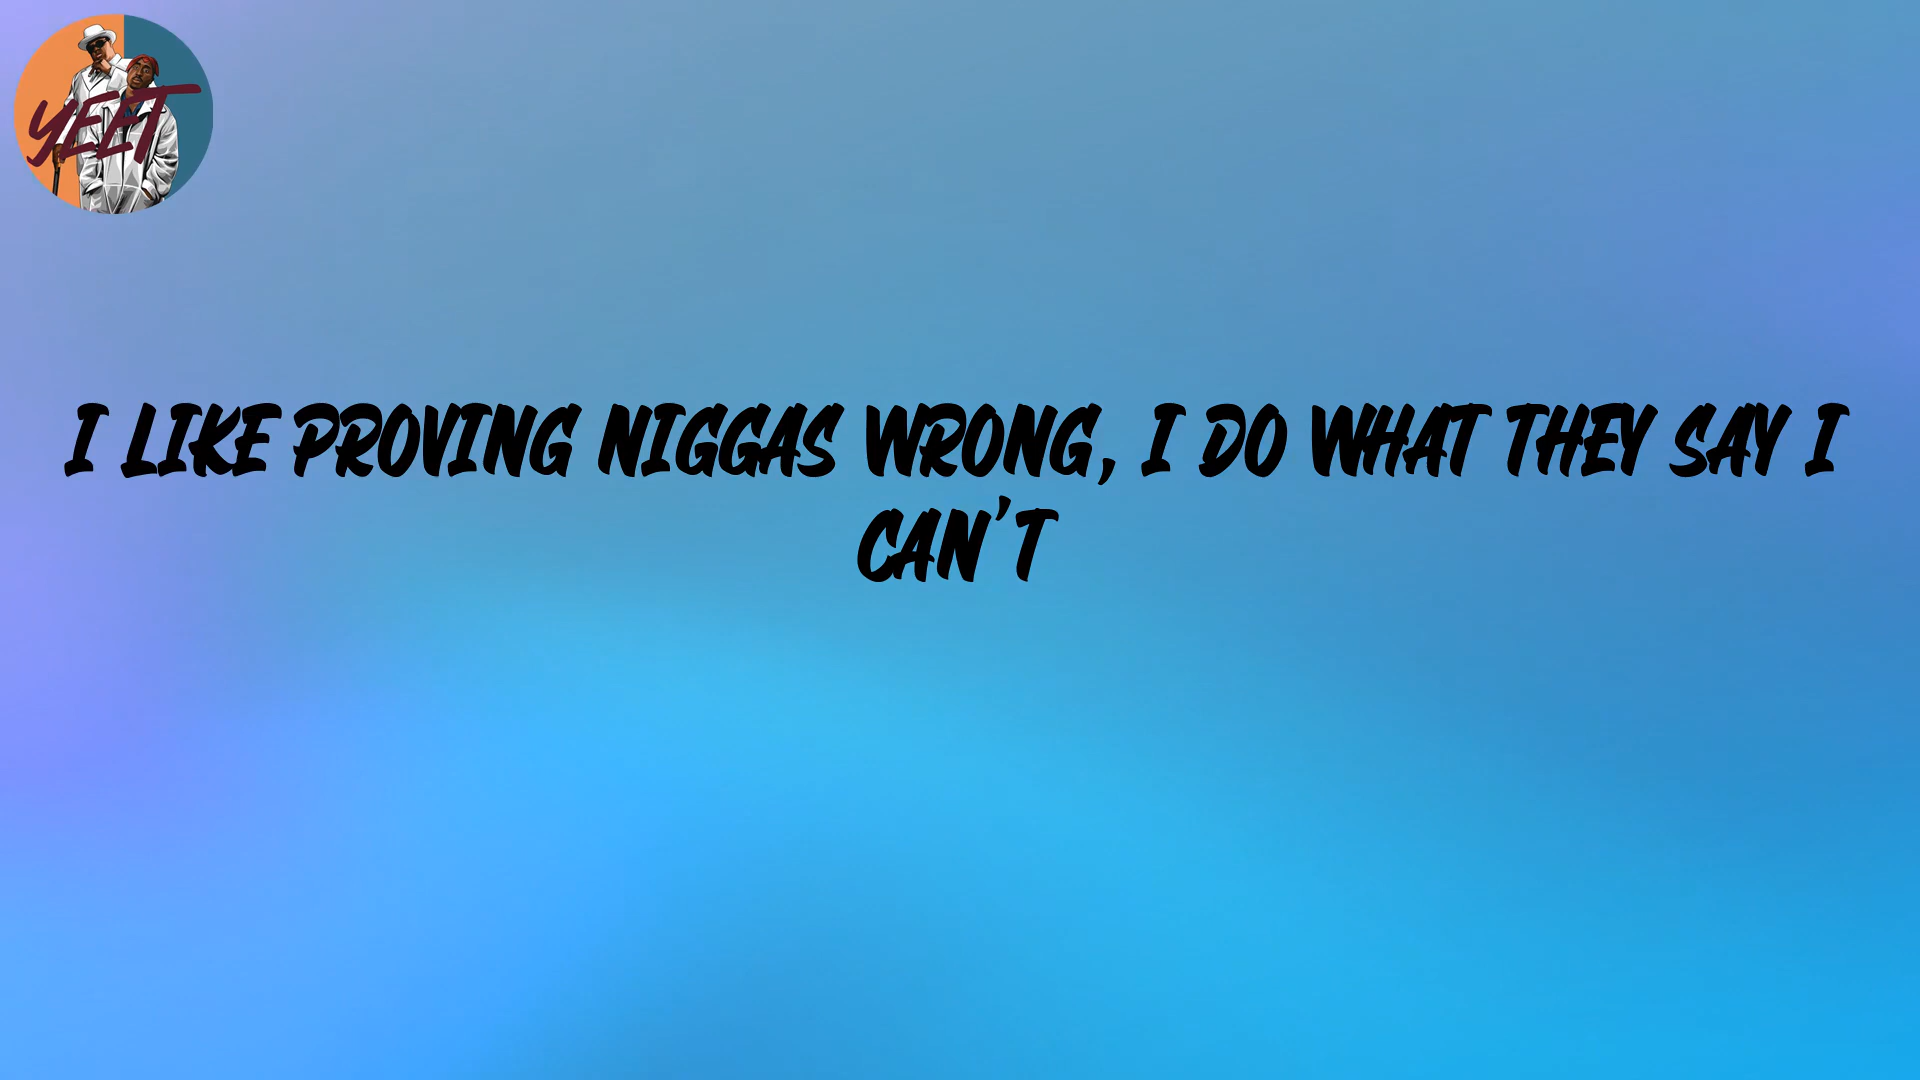 YEET
I LIKE PROVING NIGGAS WRONG, I DO WHAT THEY SAY I
CAN'T